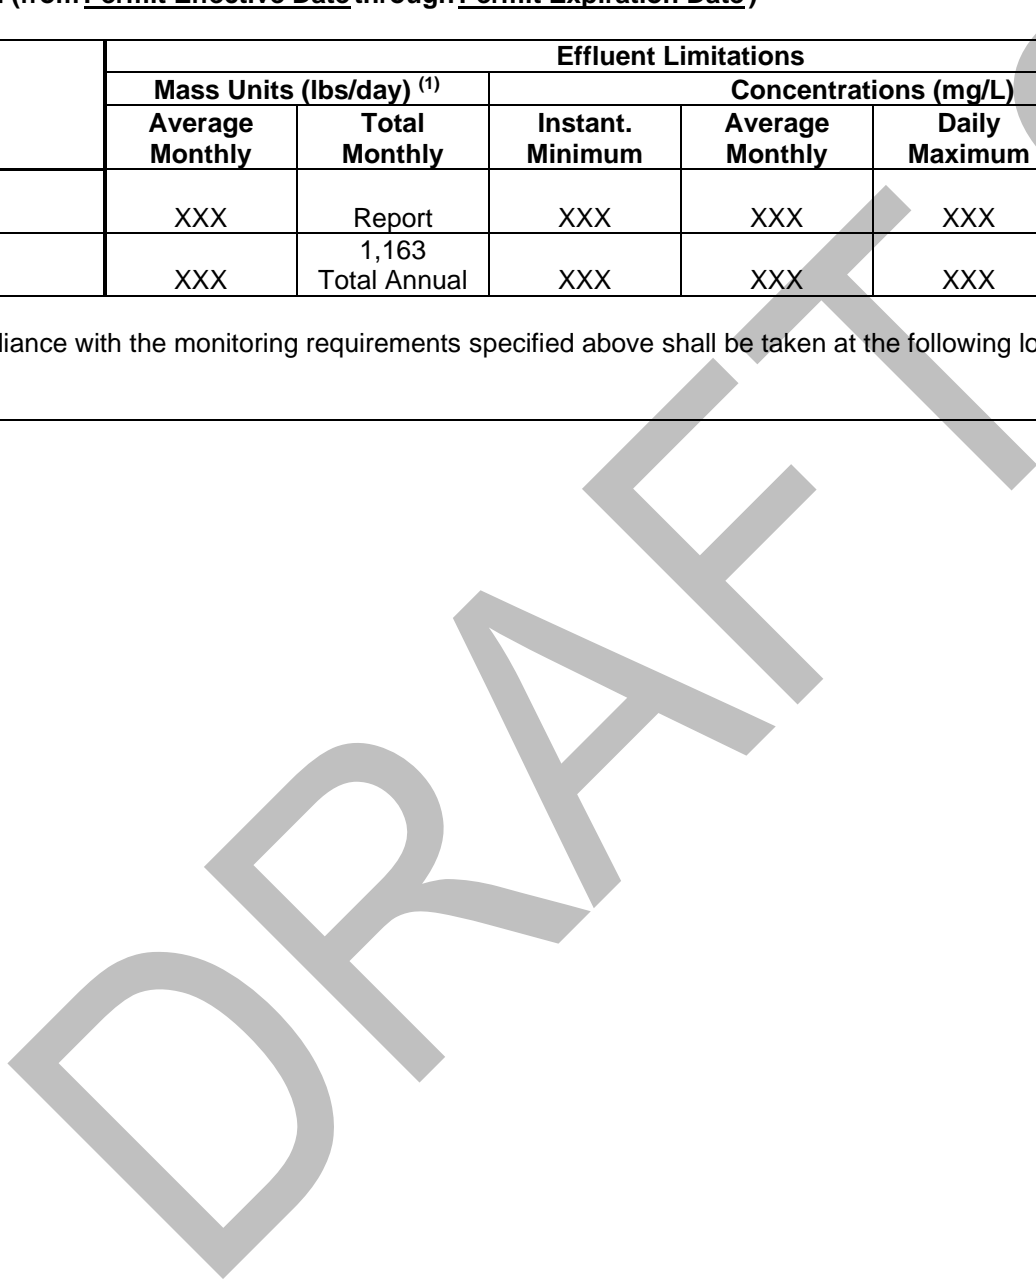 (from Permit Effective Date through Permit Expiration Date)
Effluent Limitations
Mass Units (lbs/day) (1) Concentrations (mg/L)
Average Monthly Total Monthly Instant. Minimum Average Monthly Daily Maximum
XXX Report XXX XXX XXX
1,163
XXX Total Annual XXX XXX XXX
liance with the monitoring requirements specified above shall be taken at the following lo
DRAFT